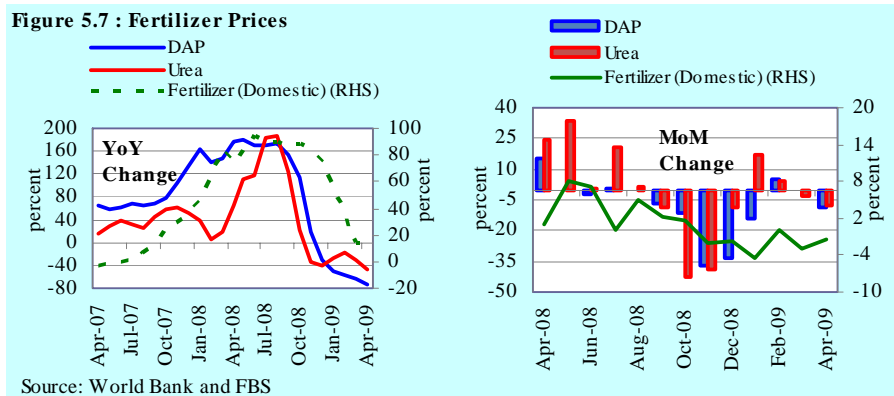 Figure 5.7 : Fertilizer Prices
DAP
Urea
Fertilizer (Domestic) (RHS)
YoY
Change
percent
200
160
120
80
40
0
-40
-80
100
80
60
40
20
0
-20
percent
Apr-07
Jul-07
Oct-07
Jan-08
Apr-08
Jul-08
Oct-08
Jan-09
Apr-09
DAP
Urea
Fertilizer (Domestic) (RHS)
MoM
Change
percent
40
25
10
-5
-20
-35
-50
20
14
8
2
-4
-10
percent
Apr-08
Jun-08
Aug-08
Oct-08
Dec-08
Feb-09
Apr-09
Source: World Bank and FBS